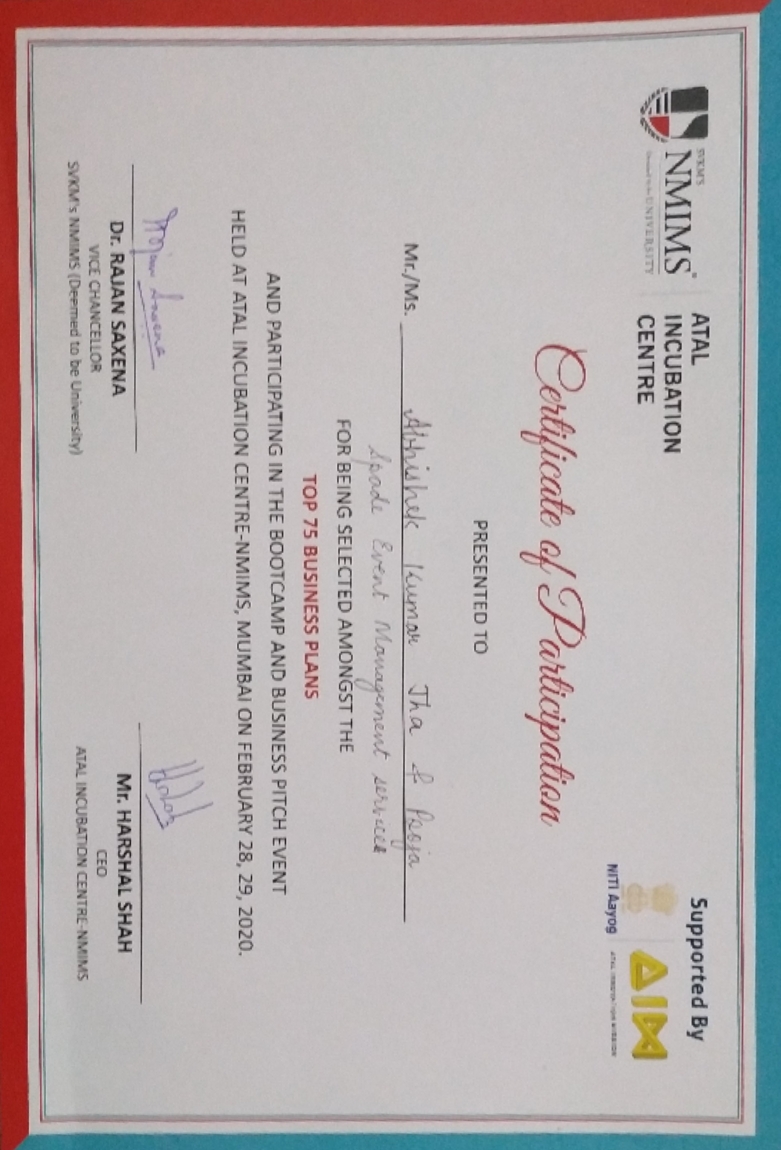 SVKM'S
NMIMS
Deemed to be UNIVERSITY
ATAL
INCUBATION
CENTRE
Supported By
NITI Aayog
AIM
ATAL INNOVATION MISSION
Certificate of Participation
PRESENTED TO
Mr./Ms. Abhishek Kumar Jha & Pooja
Spade Event Management services
FOR BEING SELECTED AMONGST THE
TOP 75 BUSINESS PLANS
AND PARTICIPATING IN THE BOOTCAMP AND BUSINESS PITCH EVENT
HELD AT ATAL INCUBATION CENTRE-NMIMS, MUMBAI ON FEBRUARY 28, 29, 2020.
Rajan Saxena
Dr. RAJAN SAXENA
VICE CHANCELLOR
SVKM's NMIMS (Deemed to be University)
Mr. HARSHAL SHAH
CEO
ATAL INCUBATION CENTRE-NMIMS